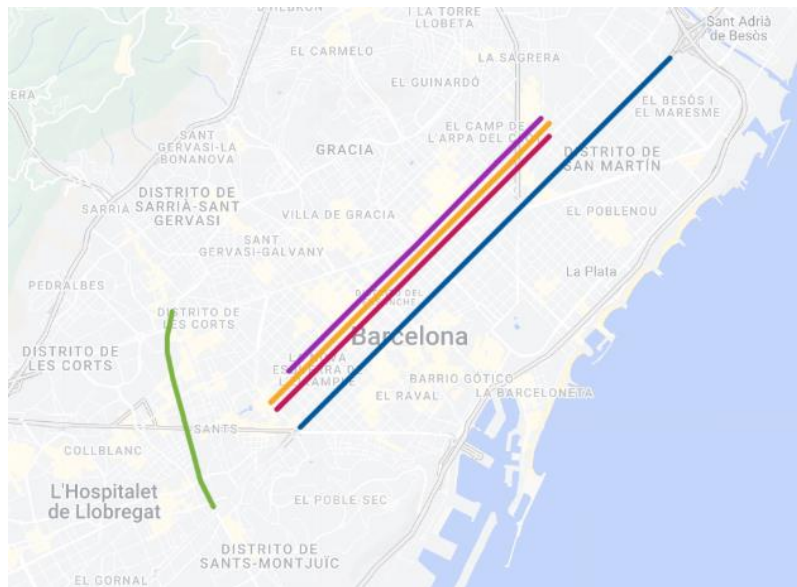 Sant Adrià
de Besòs
I LA TORRE
LLOBETA
EL CARMELO
LA SAGRERA
EL GUINARDÓ
EL BESÒS I
EL MARESME
SANT
GERVASI-LA
BONANOVA
GRACIA
EL CAMP DE
L'ARPA DEL
DISTRITO DE
SAN MARTÍN
DISTRITO DE
SARRIÀ-SANT
GERVASI
SARRIÀ
VILLA DE GRACIA
EL POBLENOU
SANT
GERVASI-GALVANY
La Plata
PEDRALBES
DISTRITO DE
LES CORTS
DISTRITO DE
LES CORTS
Barcelona
BARRIO GÓTICO
LA BARCELONETA
EL RAVAL
SANTS
COLLBLANC
L'Hospitalet
de Llobregat
EL POBLE-SEC
DISTRITO DE
SANTS-MONTJUÏC
EL GORNAL